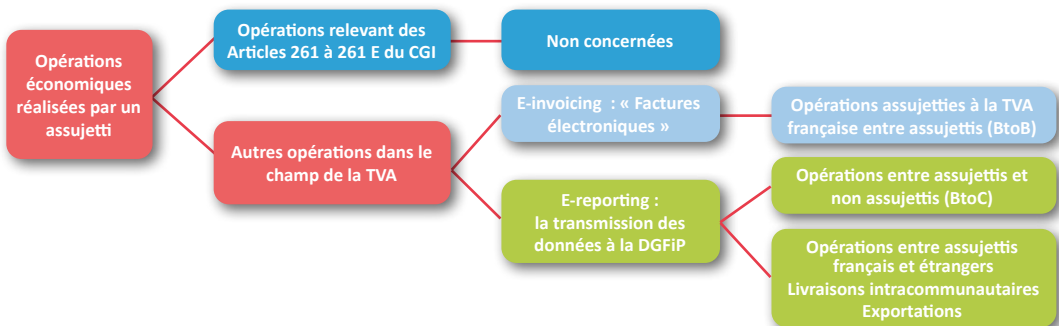 Opérations
économiques
réalisées par un
assujetti
Opérations relevant des
Articles 261 à 261 E du CGI
Non concernées
Autres opérations dans le
champ de la TVA
E-invoicing : « Factures
électroniques »
Opérations assujetties à la TVA
française entre assujettis (BtoB)
E-reporting :
la transmission des
données à la DGFiP
Opérations entre assujettis et
non assujettis (BtoC)
Opérations entre assujettis
français et étrangers
Livraisons intracommunautaires
Exportations